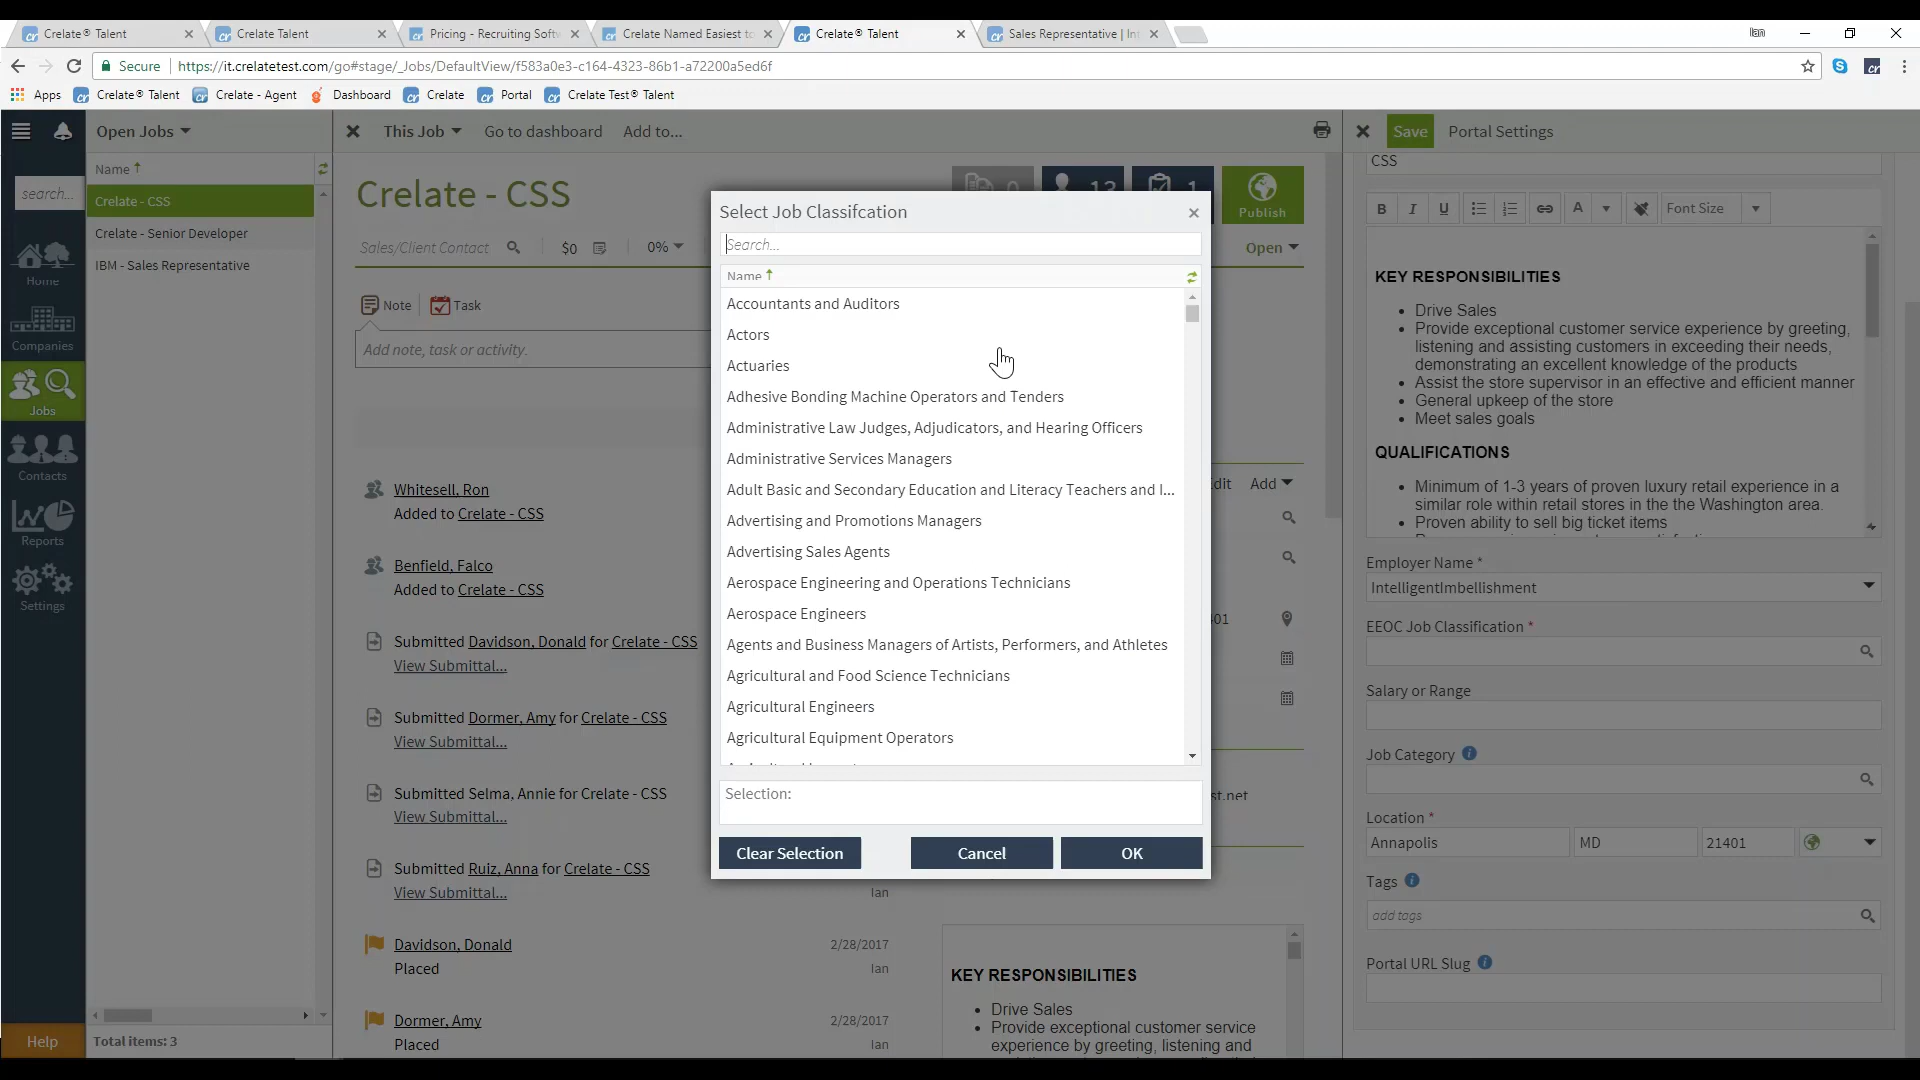 Crelate® Talent
Crelate Talent
Pricing - Recruiting Softw
Crelate Named Easiest to
Crelate® Talent
Sales Representative | Int
Ian
Secure
https://it.crelatetest.com/go#stage/_Jobs/DefaultView/f583a0e3-c164-4323-86b1-a72200a5ed6f
Apps
Crelate® Talent
Crelate - Agent
Dashboard
Crelate
Portal
Crelate Test® Talent
search...
Home
Companies
Jobs
Contacts
Reports
Settings
Help
Open Jobs
Name
Crelate - CSS
Crelate - Senior Developer
IBM - Sales Representative
Total items: 3
This Job
Go to dashboard
Add to...
Crelate - CSS
0
13
1
Publish
Sales/Client Contact
$0
0%
Open
Note
Task
Add note, task or activity.
Add
Whitesell, Ron
Added to Crelate - CSS
Benfield, Falco
Added to Crelate - CSS
Submitted Davidson, Donald for Crelate - CSS
View Submittal...
Submitted Dormer, Amy for Crelate - CSS
View Submittal...
Submitted Selma, Annie for Crelate - CSS
View Submittal...
Submitted Ruiz, Anna for Crelate - CSS
View Submittal...
Ian
Davidson, Donald
2/28/2017
Placed
Ian
Dormer, Amy
2/28/2017
Placed
Ian
KEY RESPONSIBILITIES
Drive Sales
Provide exceptional customer service
experience by greeting, listening and
Select Job Classifcation
Search...
Name
Accountants and Auditors
Actors
Actuaries
Adhesive Bonding Machine Operators and Tenders
Administrative Law Judges, Adjudicators, and Hearing Officers
Administrative Services Managers
Adult Basic and Secondary Education and Literacy Teachers and I...
Advertising and Promotions Managers
Advertising Sales Agents
Aerospace Engineering and Operations Technicians
Aerospace Engineers
Agents and Business Managers of Artists, Performers, and Athletes
Agricultural and Food Science Technicians
Agricultural Engineers
Agricultural Equipment Operators
Selection:
Clear Selection
Cancel
OK
Save
Portal Settings
CSS
B I U
A
Font Size
KEY RESPONSIBILITIES
Drive Sales
Provide exceptional customer service experience by greeting,
listening and assisting customers in exceeding their needs,
demonstrating an excellent knowledge of the products
Assist the store supervisor in an effective and efficient manner
General upkeep of the store
Meet sales goals
QUALIFICATIONS
Minimum of 1-3 years of proven luxury retail experience in a
similar role within retail stores in the the Washington area.
Proven ability to sell big ticket items
Employer Name *
IntelligentImbellishment
EEOC Job Classification *
Salary or Range
Job Category
Location *
Annapolis
MD
21401
Tags
add tags
Portal URL Slug